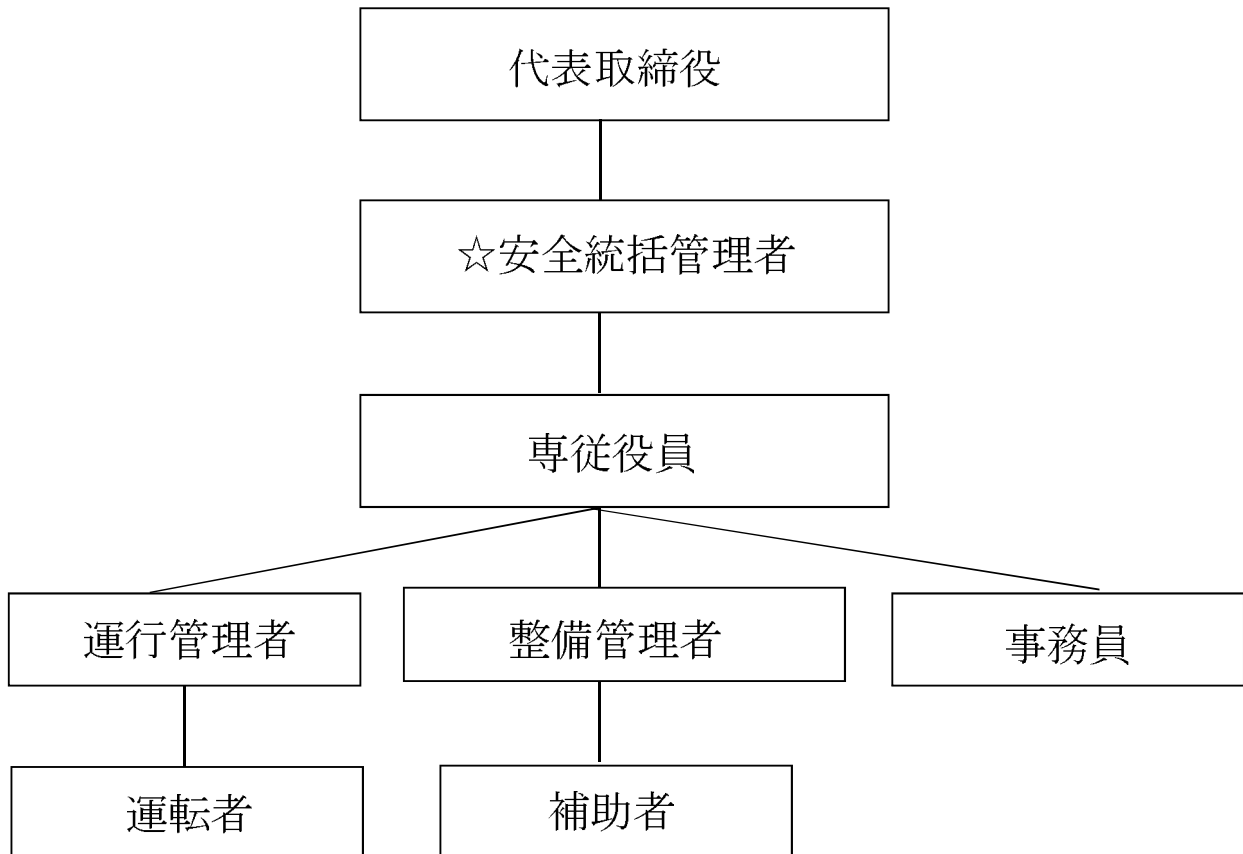 代表取締役
☆安全統括管理者
専従役員
運行管理者
整備管理者
事務員
運転者
補助者